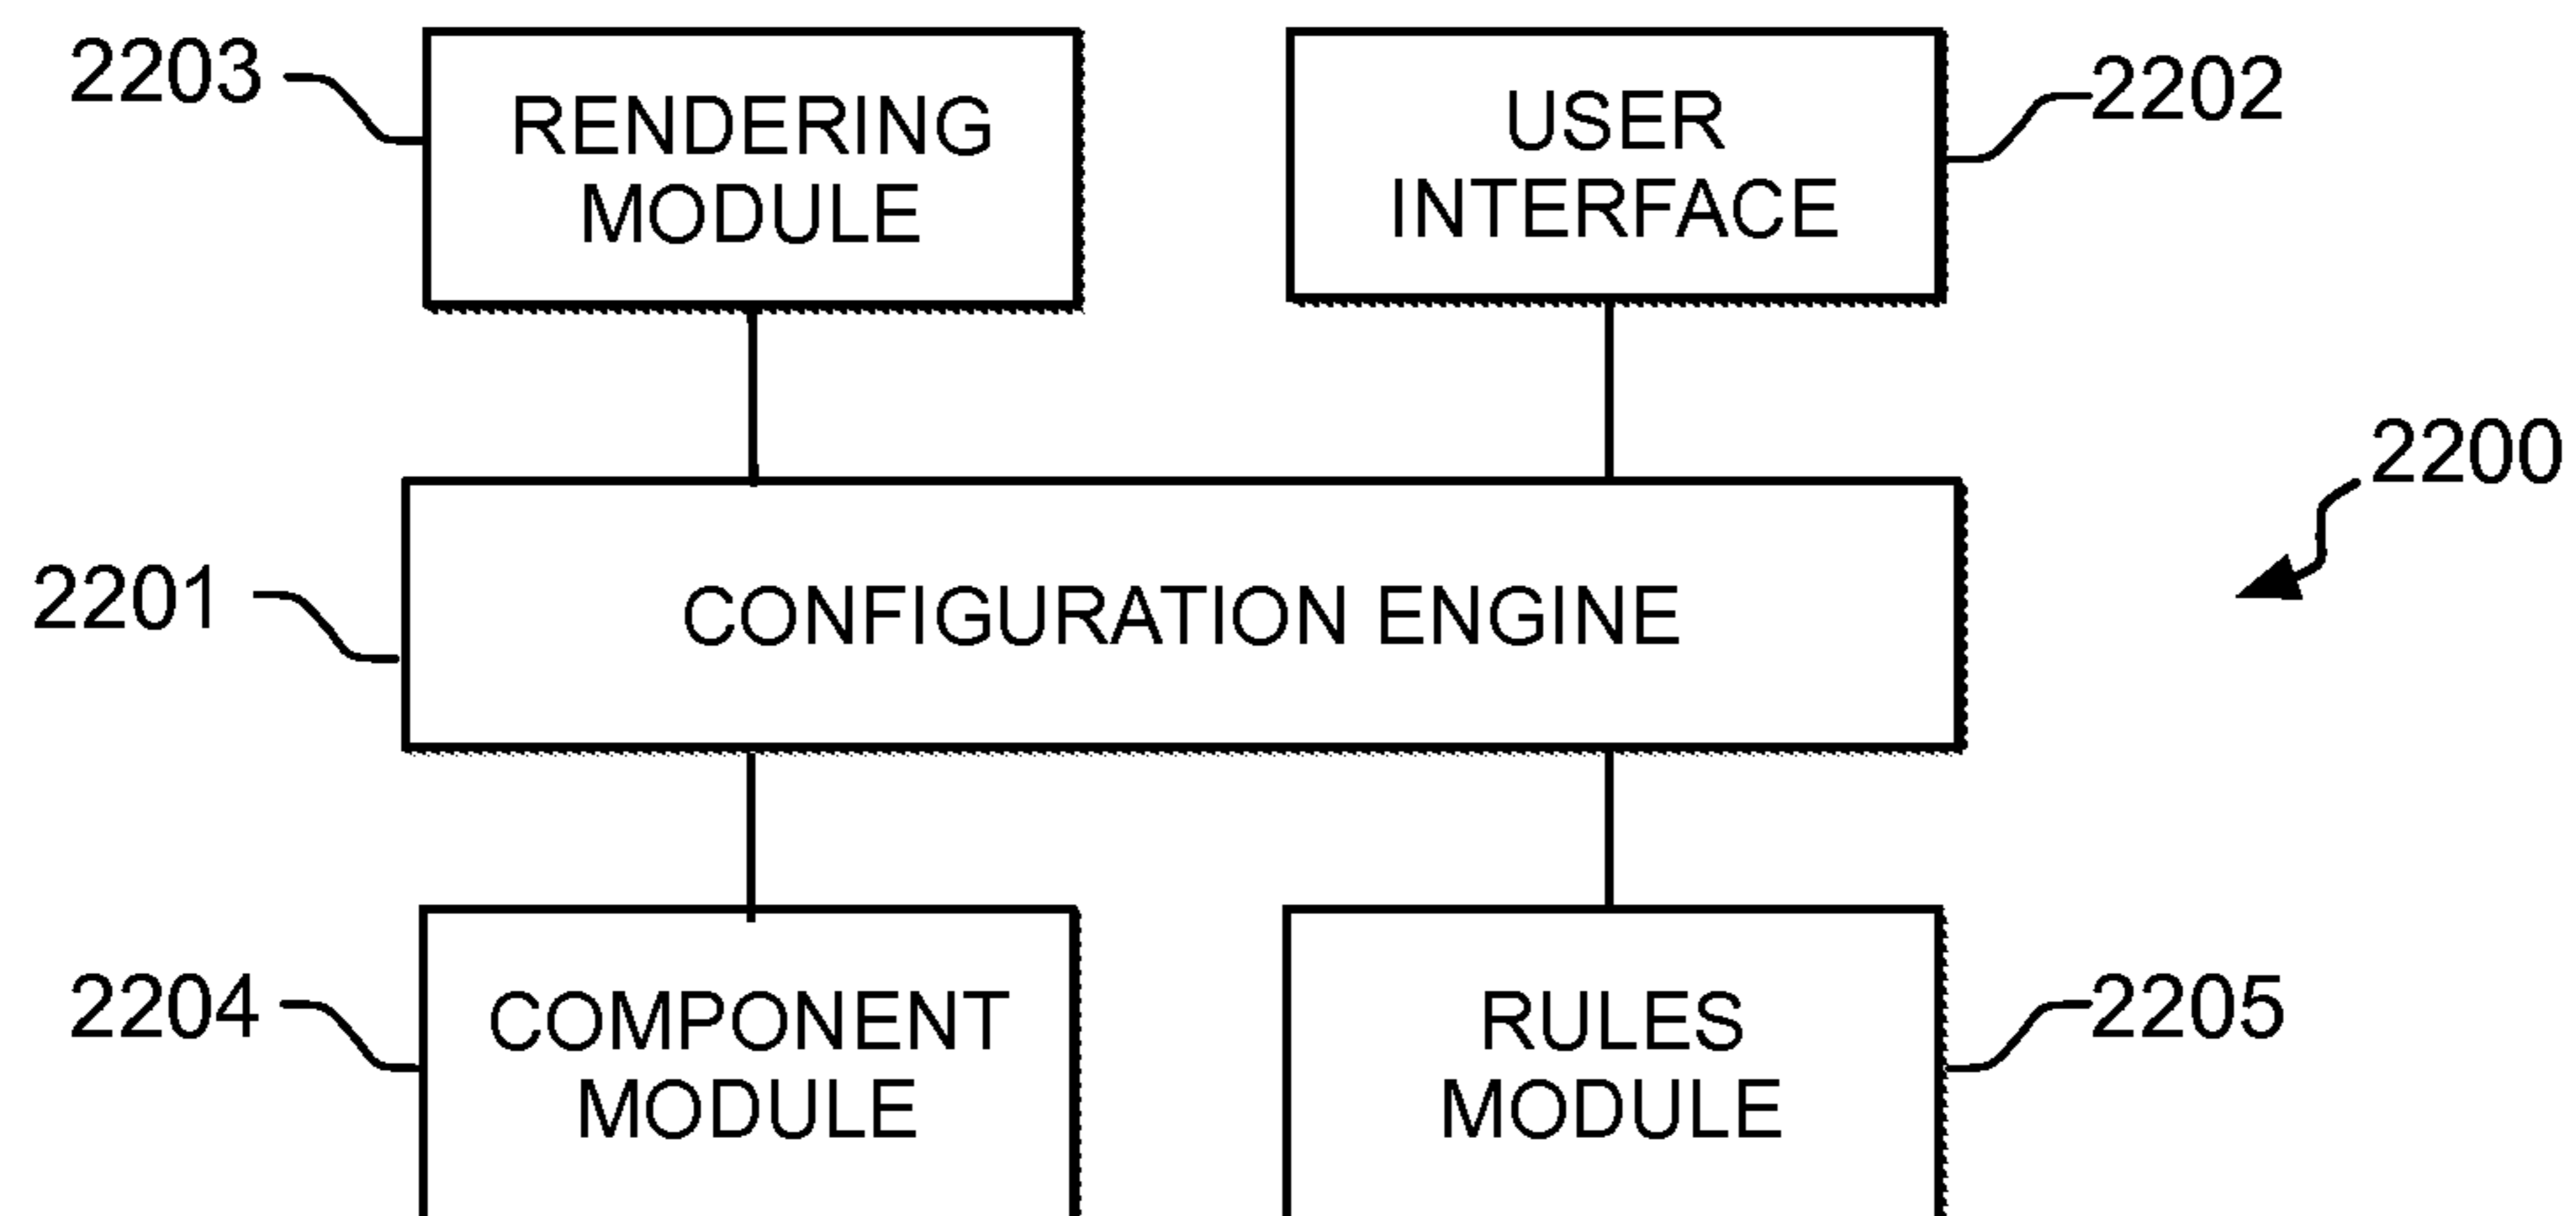 2203
RENDERING
MODULE
USER
INTERFACE
2202
2200
2201
CONFIGURATION ENGINE
2204
COMPONENT
MODULE
RULES
MODULE
2205